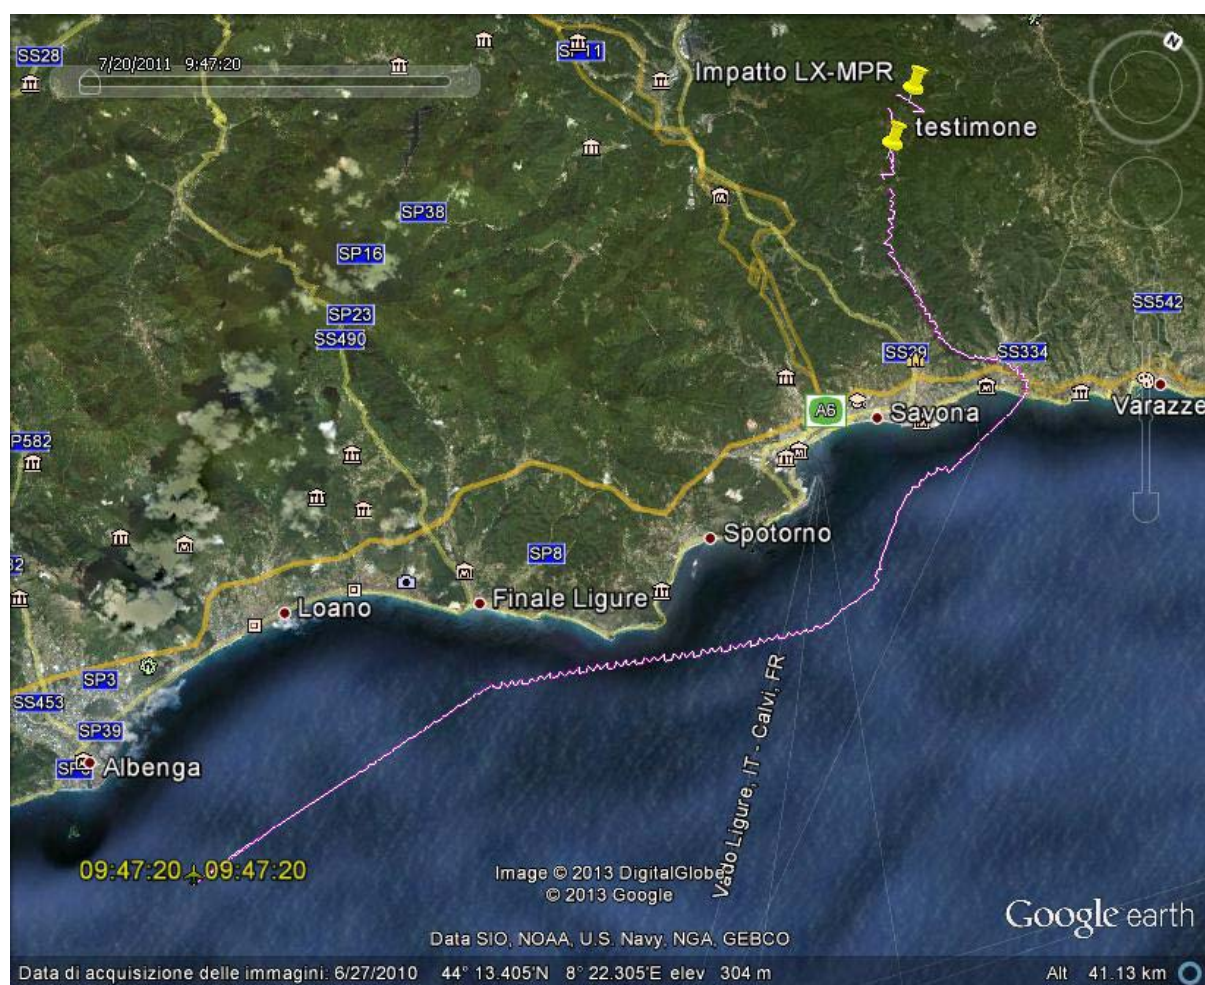 SS28
7/20/2011 9:47:20
Impatto LX-MPR
N
testimone
SP38
SP16
SP23
SS490
SS542
SS334
A6
Savona
Varazze
P582
Spotorno
SP8
Finale Ligure
Loano
SP3
SS453
SP39
Albenga
Vado Ligure, IT - Calvi, FR
09:47:20 09:47:20
Image © 2013 DigitalGlobe
© 2013 Google
Google earth
Data SIO, NOAA, U.S. Navy, NGA, GEBCO
Data di acquisizione delle immagini: 6/27/2010 44° 13.405'N 8° 22.305'E elev 304 m
Alt 41.13 km